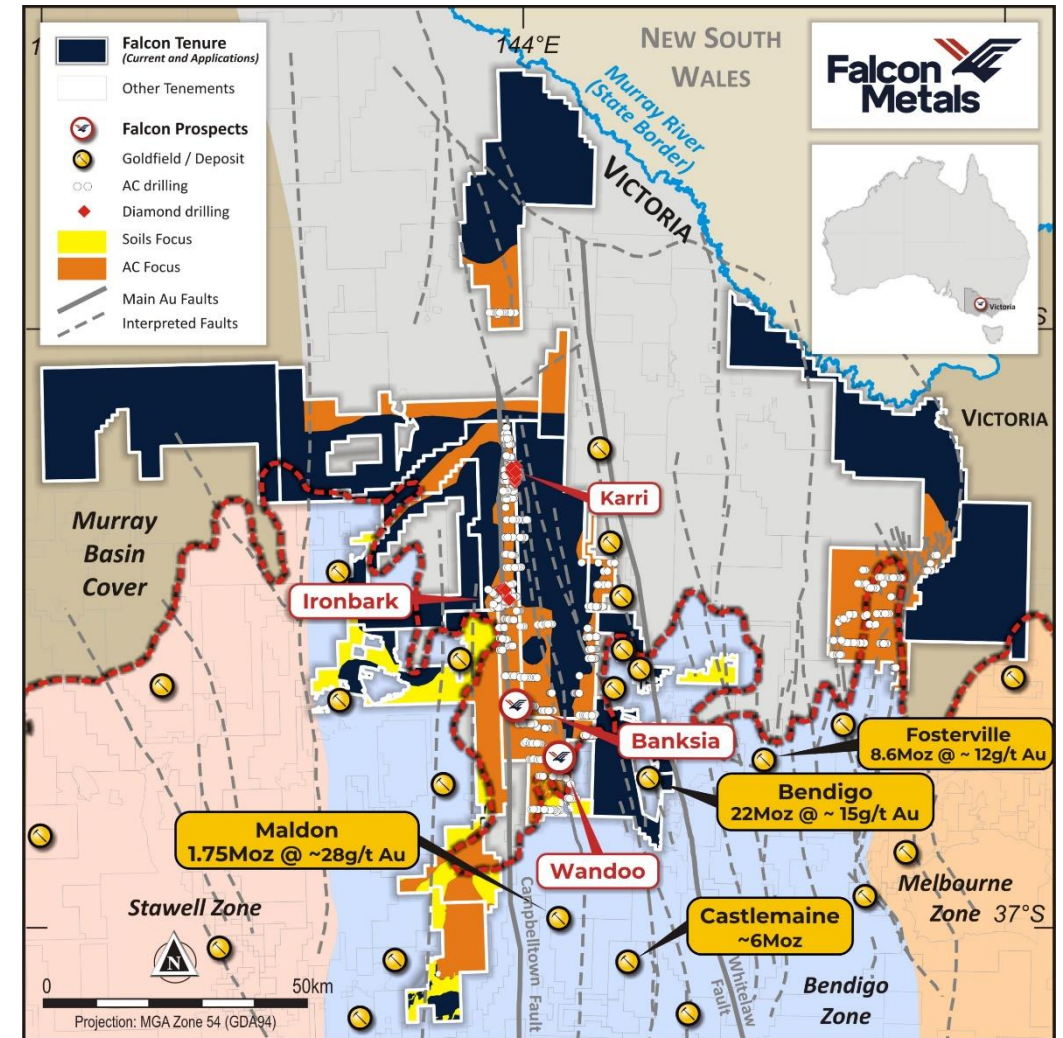 Falcon Tenure
(Current and Applications)
Other Tenements
Falcon Prospects
Goldfield / Deposit
AC drilling
Diamond drilling
Soils Focus
AC Focus
Main Au Faults
Interpreted Faults
1
144°E
NEW SOUTH
WALES
Murray River
(State Border)
VICTORIA
Falcon
Metals
Victoria
S
VICTORIA
Karri
Murray
Basin
Cover
Ironbark
Banksia
Fosterville
8.6Moz @ ~ 12g/t Au
Bendigo
22Moz @ ~ 15g/t Au
Maldon
1.75Moz @ ~28g/t Au
Wandoo
Melbourne
Zone
37°S
Stawell Zone
Castlemaine
~6Moz
Campbelltown Fault
Whitelaw
Fault
Bendigo
Zone
N
0
50km
Projection: MGA Zone 54 (GDA94)